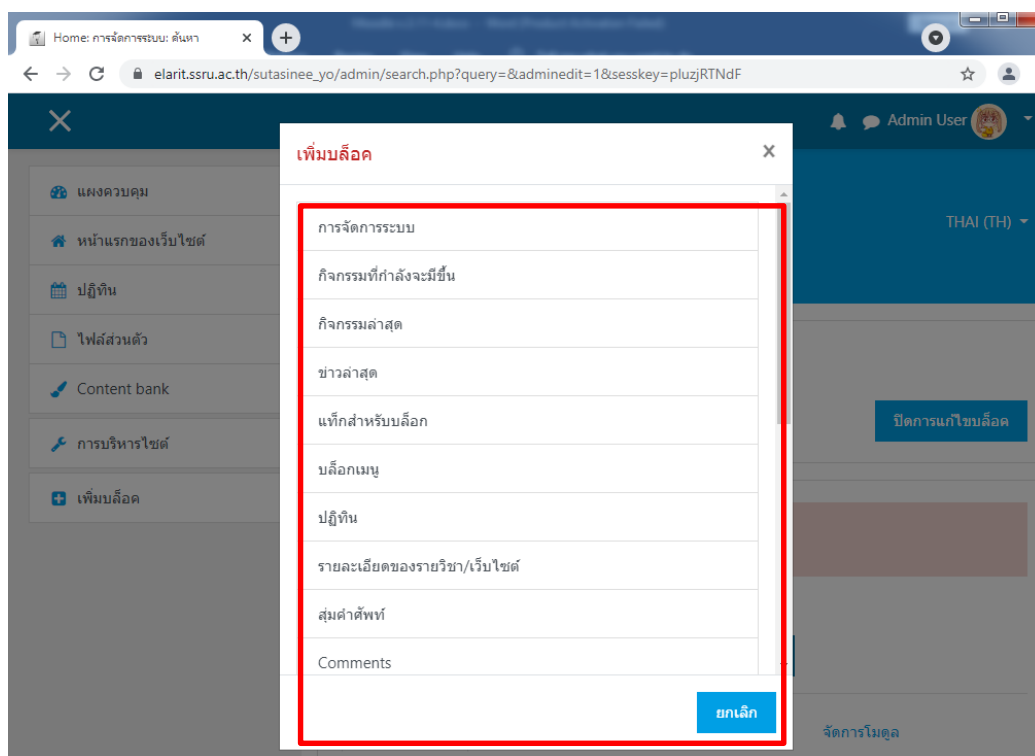 Home: การจัดการระบบ: ค้นหา
elarit.ssru.ac.th/sutasinee_yo/admin/search.php?query=&adminedit=1&sesskey=pluzjRTNdF
Admin User
เพิ่มบล็อค
แผงควบคุม
THAI (TH)
การจัดการระบบ
หน้าแรกของเว็บไซต์
กิจกรรมที่กำลังจะมีขึ้น
ปฏิทิน
กิจกรรมล่าสุด
ไฟล์ส่วนตัว
ข่าวล่าสุด
Content bank
แท็กสำหรับบล็อก
ปิดการแก้ไขบล็อค
การบริหารไซต์
บล็อกเมนู
เพิ่มบล็อค
ปฏิทิน
รายละเอียดของรายวิชา/เว็บไซต์
สุ่มคำศัพท์
Comments
ยกเลิก
จัดการโมดูล